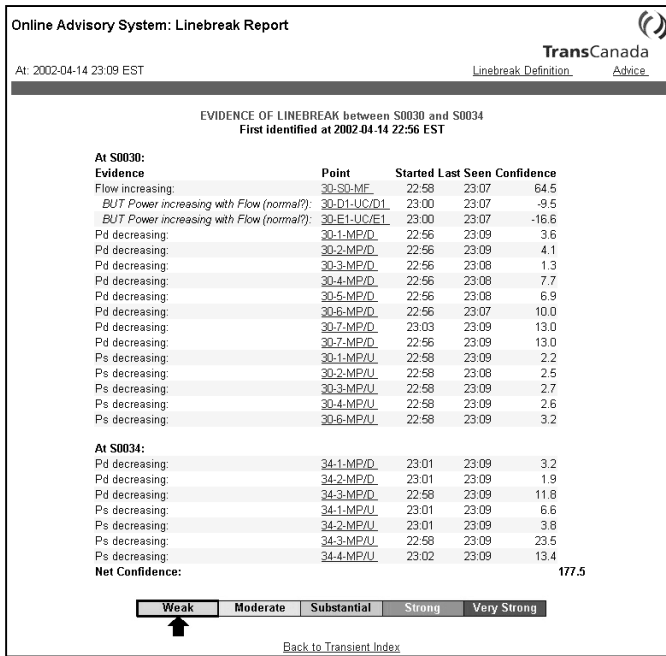 Online Advisory System: Linebreak Report
TransCanada
At: 2002-04-14 23:09 EST Linebreak Definition Advice
EVIDENCE OF LINEBREAK between S0030 and S0034
First identified at 2002-04-14 22:56 EST
At S0030:
Evidence Point Started Last Seen Confidence
Flow increasing: 30-S0-MF 22:58 23:07 64.5
BUT Power increasing with Flow (normal?): 30-D1-UC/D1 23:00 23:07 -9.5
BUT Power increasing with Flow (normal?): 30-E1-UC/E1 23:00 23:07 -16.6
Pd decreasing: 30-1-MP/D 22:56 23:09 3.6
Pd decreasing: 30-2-MP/D 22:56 23:09 4.1
Pd decreasing: 30-3-MP/D 22:56 23:08 1.3
Pd decreasing: 30-4-MP/D 22:56 23:08 7.7
Pd decreasing: 30-5-MP/D 22:56 23:08 6.9
Pd decreasing: 30-6-MP/D 22:56 23:07 10.0
Pd decreasing: 30-7-MP/D 23:03 23:09 13.0
Pd decreasing: 30-7-MP/D 22:56 23:09 13.0
Ps decreasing: 30-1-MP/U 22:58 23:09 2.2
Ps decreasing: 30-2-MP/U 22:58 23:08 2.5
Ps decreasing: 30-3-MP/U 22:58 23:09 2.7
Ps decreasing: 30-4-MP/U 22:58 23:09 2.6
Ps decreasing: 30-6-MP/U 22:58 23:09 3.2
At S0034:
Pd decreasing: 34-1-MP/D 23:01 23:09 3.2
Pd decreasing: 34-2-MP/D 23:01 23:09 1.9
Pd decreasing: 34-3-MP/D 22:58 23:09 11.8
Ps decreasing: 34-1-MP/U 23:01 23:09 6.6
Ps decreasing: 34-2-MP/U 23:01 23:09 3.8
Ps decreasing: 34-3-MP/U 22:58 23:09 23.5
Ps decreasing: 34-4-MP/U 23:02 23:09 13.4
Net Confidence: 177.5
Weak Moderate Substantial Strong Very Strong
Back to Transient Index